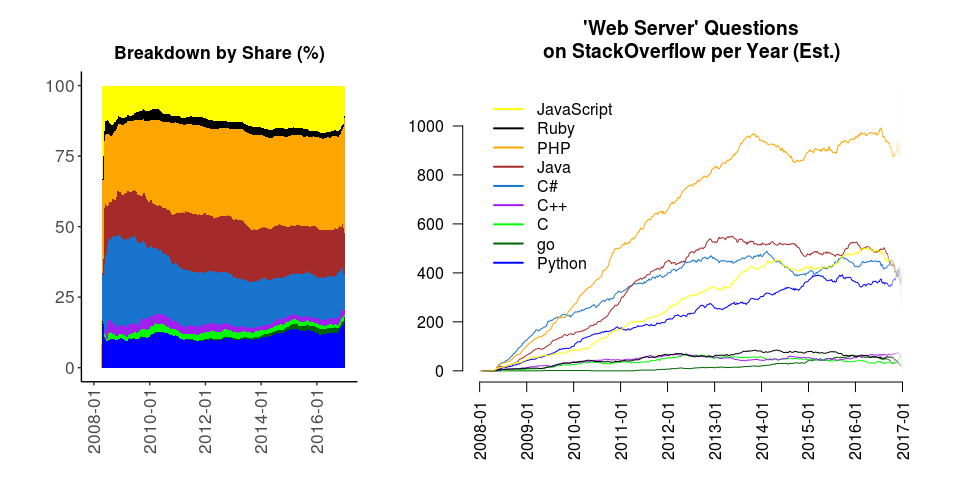 Breakdown by Share (%)
100
75
50
25
0
2008-01
2010-01
2012-01
2014-01
2016-01
'Web Server' Questions
on StackOverflow per Year (Est.)
JavaScript
Ruby
PHP
Java
C#
C++
C
go
Python
1000
800
600
400
200
0
2008-01
2009-01
2010-01
2011-01
2012-01
2013-01
2014-01
2015-01
2016-01
2017-01